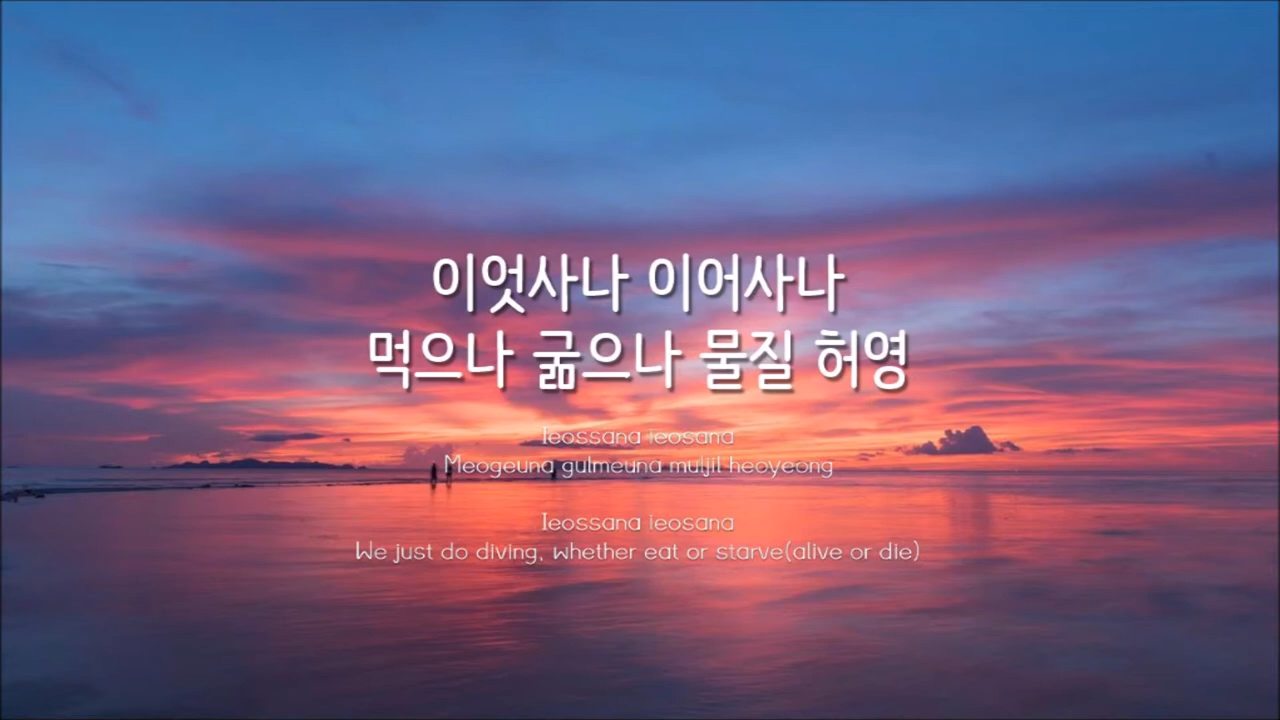 이엇사나 이어사나
먹으나 굶으나 물질 허영
Ieossana ieosana
Meogeuna gulmeuna muljil heoyeong
Ieossana ieosana
We just do diving, whether eat or starve(alive or die)